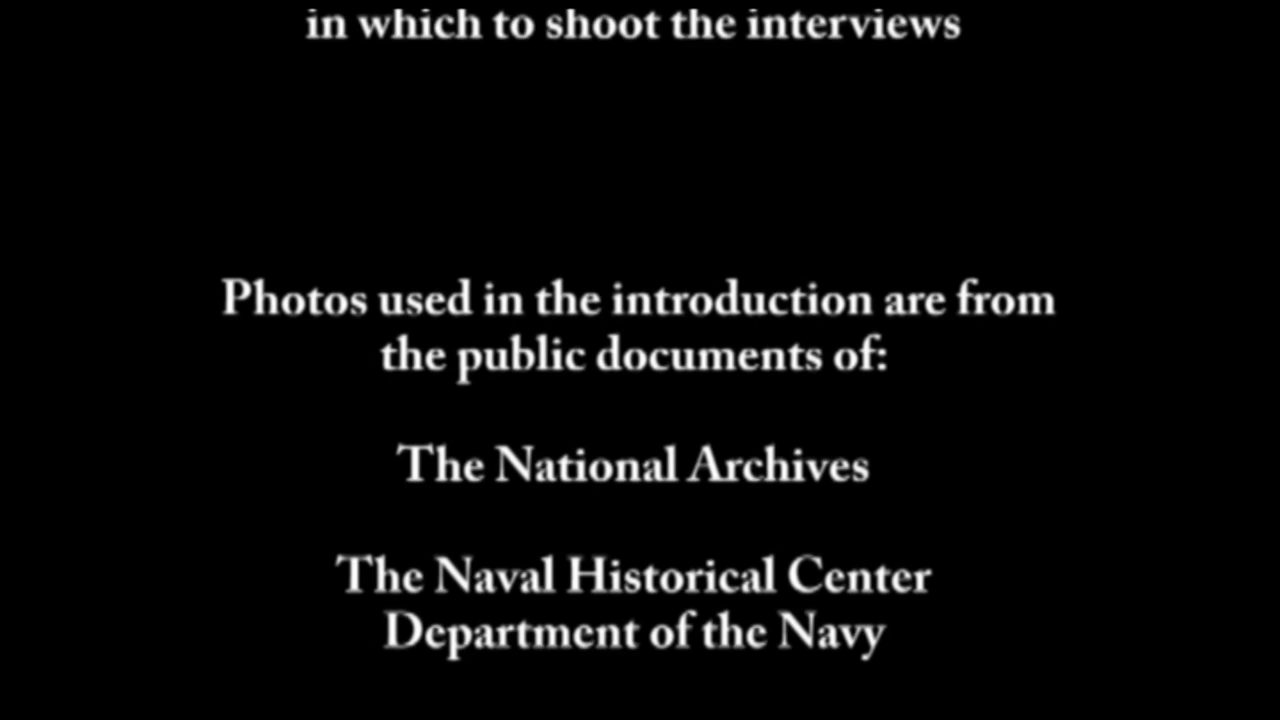 in which to shoot the interviews
Photos used in the introduction are from
the public documents of:
The National Archives
The Naval Historical Center
Department of the Navy